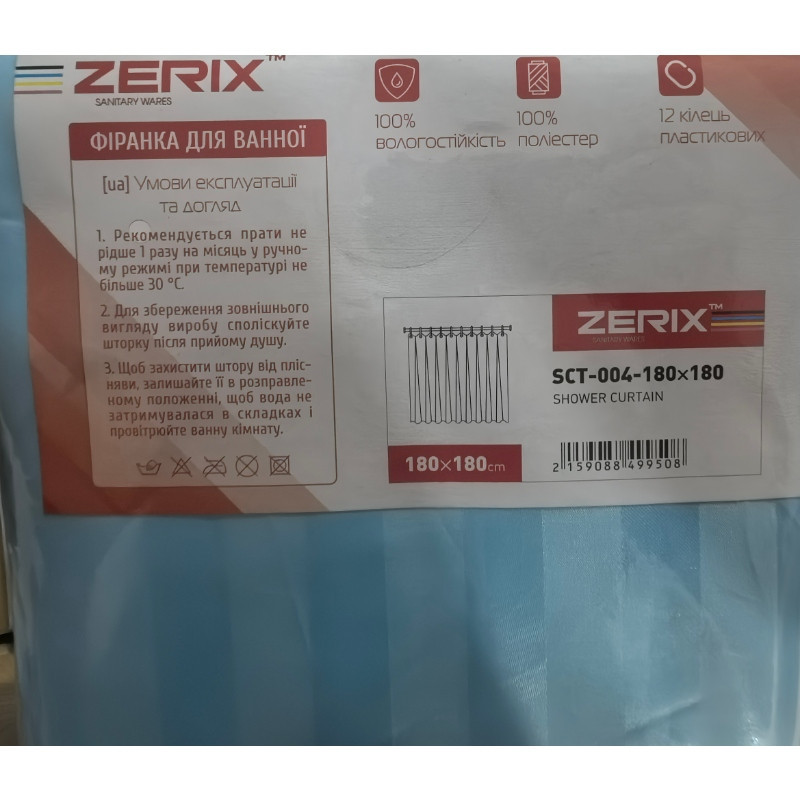 ZERIX™
SANITARY WARES
100%
вологостійкість
100%
поліестер
12 кілець
пластикових
ФІРАНКА ДЛЯ ВАННОЇ
[ua] Умови експлуатації
та догляд
1. Рекомендується прати не
рідше 1 разу на місяць у ручно-
му режимі при температурі не
більше 30 °С.
2. Для збереження зовнішнього
вигляду виробу споліскуйте
шторку після прийому душу.
3. Щоб захистити штору від пліс-
няви, залишайте її в розправле-
ному положенні, щоб вода не
затримувалася в складках і
провітрюйте ванну кімнату.
ZERIX™
SANITARY WARES
SCT-004-180×180
SHOWER CURTAIN
180×180cm
2 159088 499508